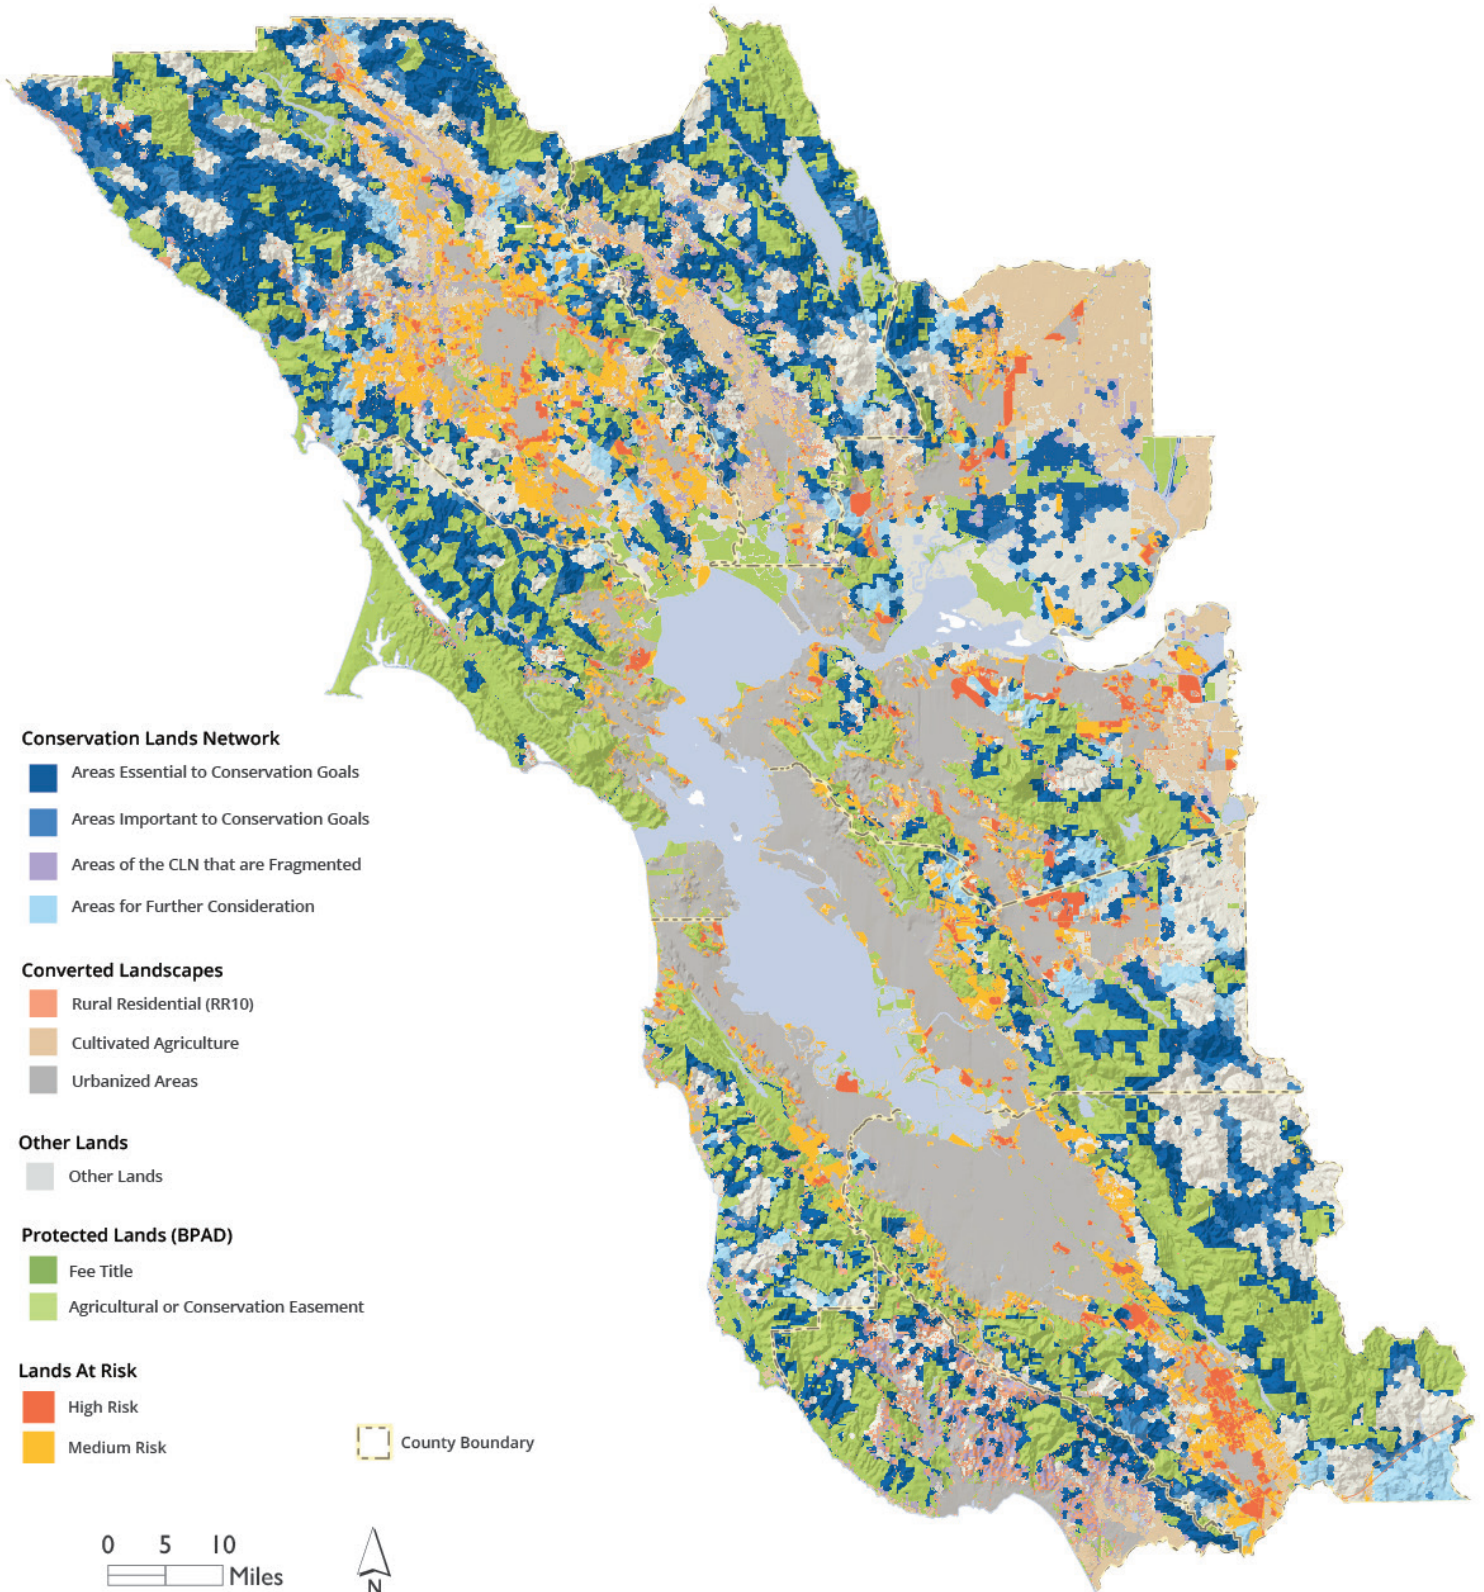 Conservation Lands Network
Areas Essential to Conservation Goals
Areas Important to Conservation Goals
Areas of the CLN that are Fragmented
Areas for Further Consideration
Converted Landscapes
Rural Residential (RR10)
Cultivated Agriculture
Urbanized Areas
Other Lands
Other Lands
Protected Lands (BPAD)
Fee Title
Agricultural or Conservation Easement
Lands At Risk
High Risk
Medium Risk
County Boundary
0 5 10
Miles
N